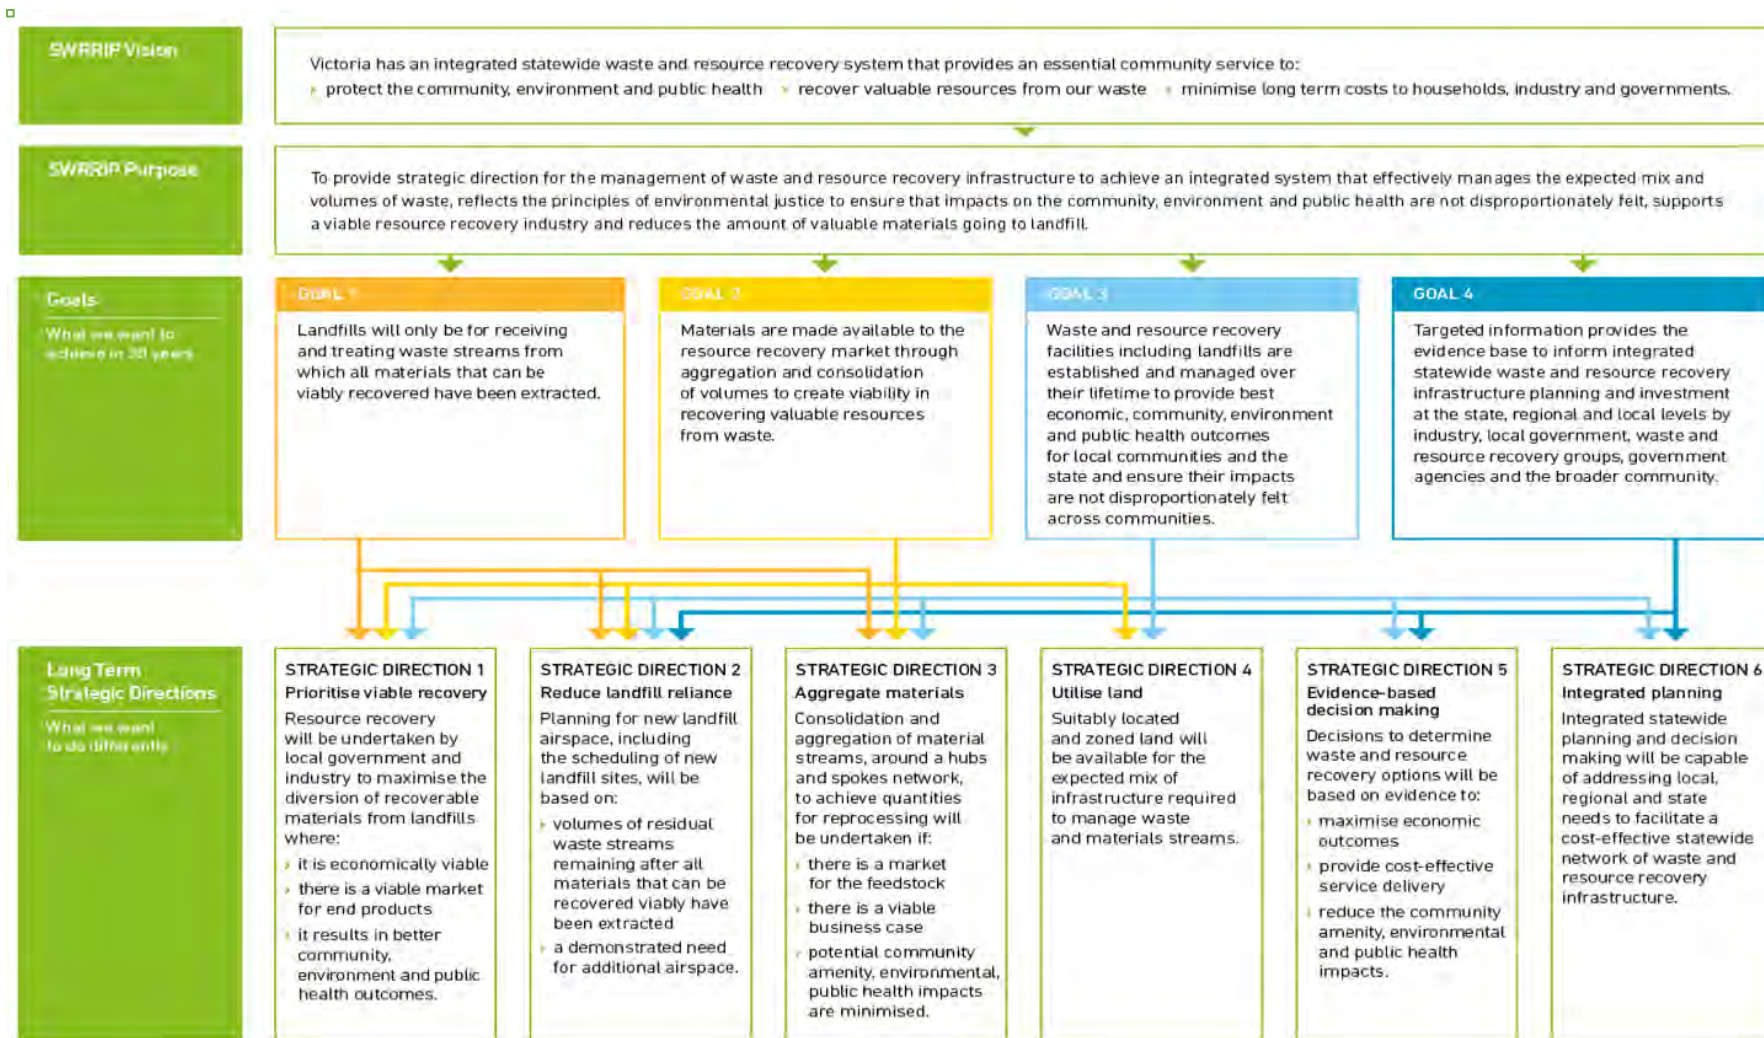 SWRRIP Vision
Victoria has an integrated statewide waste and resource recovery system that provides an essential community service to:
› protect the community, environment and public health › recover valuable resources from our waste › minimise long term costs to households, industry and governments.
SWRRIP Purpose
To provide strategic direction for the management of waste and resource recovery infrastructure to achieve an integrated system that effectively manages the expected mix and
volumes of waste, reflects the principles of environmental justice to ensure that impacts on the community, environment and public health are not disproportionately felt, supports
a viable resource recovery industry and reduces the amount of valuable materials going to landfill.
Goals
What we want to
achieve in 30 years
GOAL 1
Landfills will only be for receiving
and treating waste streams from
which all materials that can be
viably recovered have been extracted.
GOAL 2
Materials are made available to the
resource recovery market through
aggregation and consolidation
of volumes to create viability in
recovering valuable resources
from waste.
GOAL 3
Waste and resource recovery
facilities including landfills are
established and managed over
their lifetime to provide best
economic, community, environment
and public health outcomes
for local communities and the
state and ensure their impacts
are not disproportionately felt
across communities.
GOAL 4
Targeted information provides the
evidence base to inform integrated
statewide waste and resource recovery
infrastructure planning and investment
at the state, regional and local levels by
industry, local government, waste and
resource recovery groups, government
agencies and the broader community.
Long Term
Strategic Directions
What we want
to do differently
STRATEGIC DIRECTION 1
Prioritise viable recovery
Resource recovery
will be undertaken by
local government and
industry to maximise the
diversion of recoverable
materials from landfills
where:
› it is economically viable
› there is a viable market
for end products
› it results in better
community,
environment and public
health outcomes.
STRATEGIC DIRECTION 2
Reduce landfill reliance
Planning for new landfill
airspace, including
the scheduling of new
landfill sites, will be
based on:
› volumes of residual
waste streams
remaining after all
materials that can be
recovered viably have
been extracted
› a demonstrated need
for additional airspace.
STRATEGIC DIRECTION 3
Aggregate materials
Consolidation and
aggregation of material
streams, around a hubs
and spokes network,
to achieve quantities
for reprocessing will
be undertaken if:
› there is a market
for the feedstock
› there is a viable
business case
› potential community
amenity, environmental,
public health impacts
are minimised.
STRATEGIC DIRECTION 4
Utilise land
Suitably located
and zoned land will
be available for the
expected mix of
infrastructure required
to manage waste
and materials streams.
STRATEGIC DIRECTION 5
Evidence-based
decision making
Decisions to determine
waste and resource
recovery options will be
based on evidence to:
› maximise economic
outcomes
› provide cost-effective
service delivery
› reduce the community
amenity, environmental
and public health
impacts.
STRATEGIC DIRECTION 6
Integrated planning
Integrated statewide
planning and decision
making will be capable
of addressing local,
regional and state
needs to facilitate a
cost-effective statewide
network of waste and
resource recovery
infrastructure.